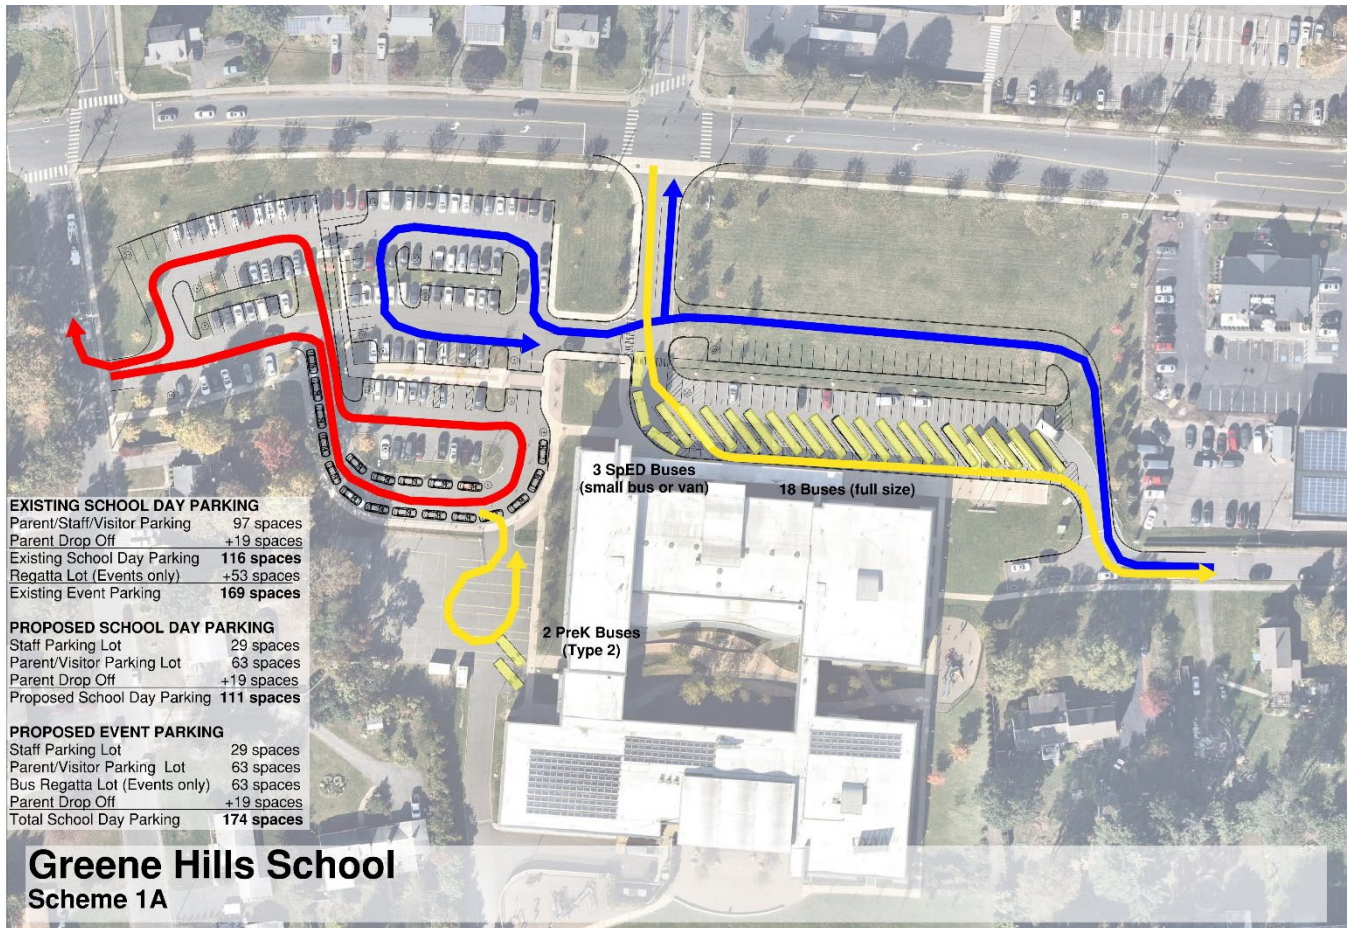 3 SpED Buses
(small bus or van)
18 Buses (full size)
2 PreK Buses
(Type 2)
EXISTING SCHOOL DAY PARKING
Parent/Staff/Visitor Parking 97 spaces
Parent Drop Off +19 spaces
Existing School Day Parking 116 spaces
Regatta Lot (Events only) +53 spaces
Existing Event Parking 169 spaces
PROPOSED SCHOOL DAY PARKING
Staff Parking Lot 29 spaces
Parent/Visitor Parking Lot 63 spaces
Parent Drop Off +19 spaces
Proposed School Day Parking 111 spaces
PROPOSED EVENT PARKING
Staff Parking Lot 29 spaces
Parent/Visitor Parking Lot 63 spaces
Bus Regatta Lot (Events only) 63 spaces
Parent Drop Off +19 spaces
Total School Day Parking 174 spaces
Greene Hills School
Scheme 1A